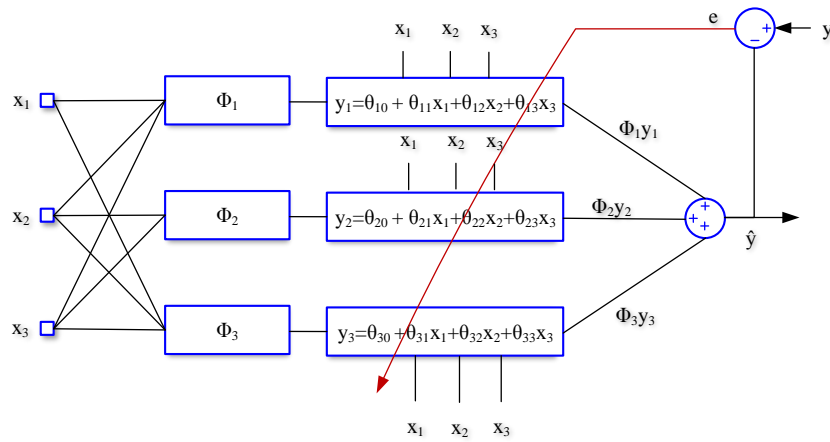 e
y
+
−
x₁ x₂ x₃
x₁
Φ₁
y₁=θ₁₀ + θ₁₁x₁+θ₁₂x₂+θ₁₃x₃
Φ₁y₁
x₁ x₂ x₃
x₂
Φ₂
y₂=θ₂₀ + θ₂₁x₁+θ₂₂x₂+θ₂₃x₃
Φ₂y₂
+
+
+
ŷ
x₃
Φ₃
y₃=θ₃₀ +θ₃₁x₁+θ₃₂x₂+θ₃₃x₃
Φ₃y₃
x₁ x₂ x₃